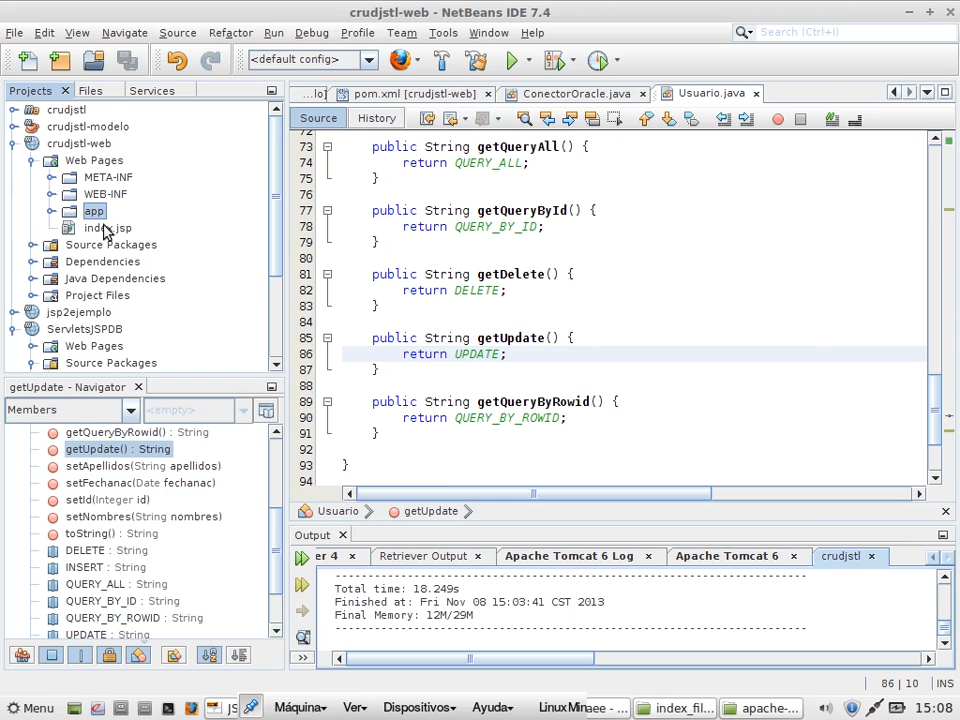 crudjstl-web - NetBeans IDE 7.4
File Edit View Navigate Source Refactor Run Debug Profile Team Tools Window Help
Search (Ctrl+I)
<default config>
Projects Files Services
...lo] pom.xml [crudjstl-web] ConectorOracle.java Usuario.java
crudjstl
crudjstl-modelo
crudjstl-web
Web Pages
META-INF
WEB-INF
app
index.jsp
Source Packages
Dependencies
Java Dependencies
Project Files
jsp2ejemplo
ServletsJSPDB
Web Pages
Source Packages
Source History
72
73 public String getQueryAll() {
74 return QUERY_ALL;
75 }
76
77 public String getQueryById() {
78 return QUERY_BY_ID;
79 }
80
81 public String getDelete() {
82 return DELETE;
83 }
84
85 public String getUpdate() {
86 return UPDATE;
87 }
88
89 public String getQueryByRowid() {
90 return QUERY_BY_ROWID;
91 }
92
93 }
94
Usuario getUpdate
getUpdate - Navigator
Members <empty>
getQueryByRowid() : String
getUpdate() : String
setApellidos(String apellidos)
setFechanac(Date fechanac)
setId(Integer id)
setNombres(String nombres)
toString() : String
DELETE : String
INSERT : String
QUERY_ALL : String
QUERY_BY_ID : String
QUERY_BY_ROWID : String
UPDATE : String
Output
er 4 Retriever Output Apache Tomcat 6 Log Apache Tomcat 6 crudjstl
------------------------------------------------------------------------
Total time: 18.249s
Finished at: Fri Nov 08 15:03:41 CST 2013
Final Memory: 12M/29M
------------------------------------------------------------------------
86 | 10 INS
Menu JS Máquina Ver Dispositivos Ayuda LinuxMin aee - ... index_fil... apache-... 15:08